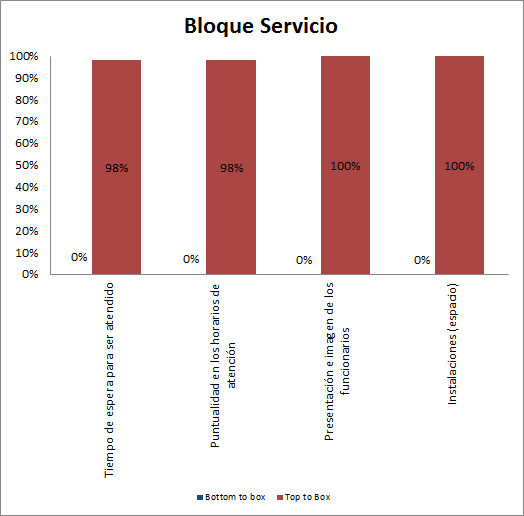 Bloque Servicio
100%
90%
80%
70%
60%
50%
40%
30%
20%
10%
0%
0%
98%
0%
98%
0%
100%
0%
100%
Tiempo de espera para ser atendido
Puntualidad en los horarios de
atención
Presentación e imagen de los
funcionarios
Instalaciones (espacio)
Bottom to box
Top to Box